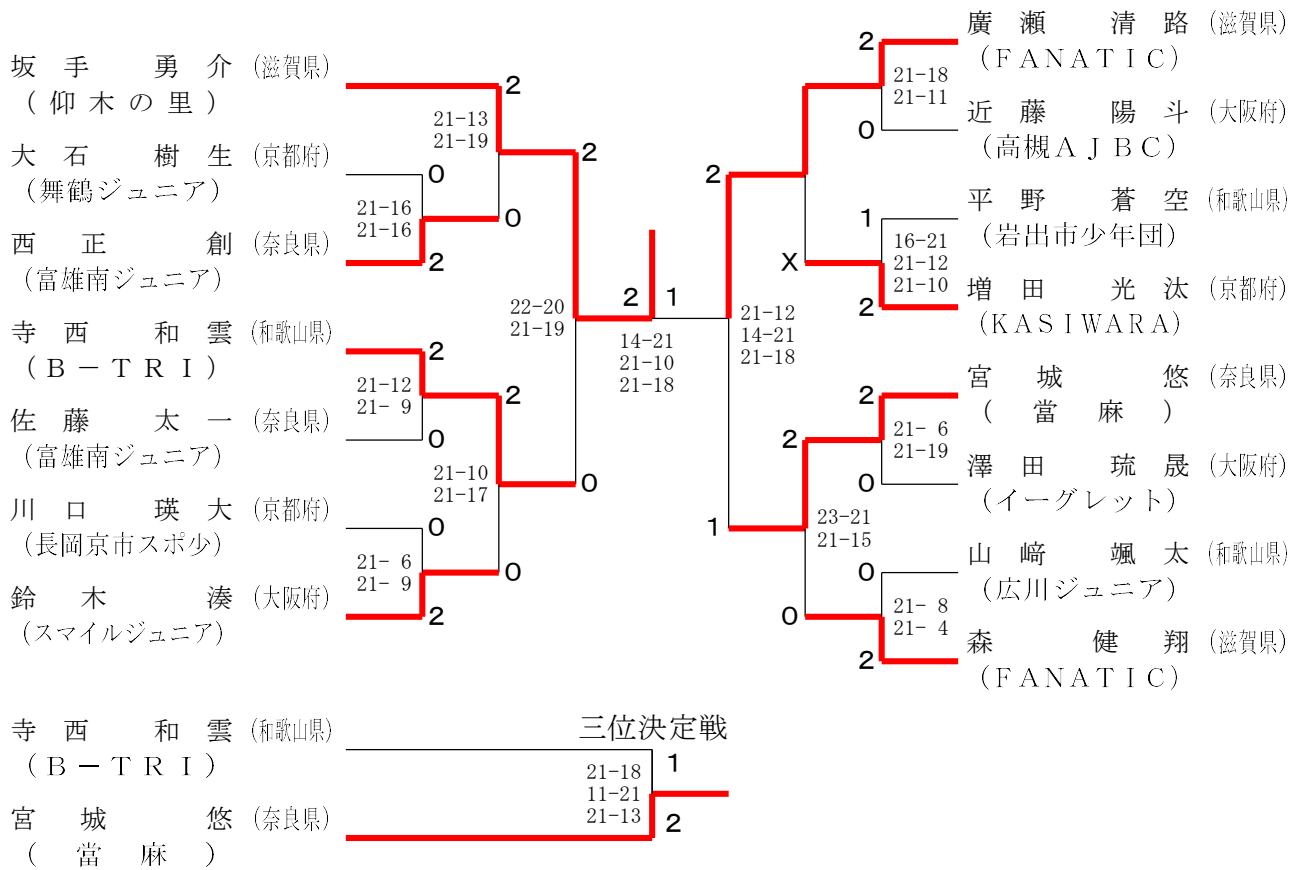 坂手 勇介 (滋賀県)
(仰木の里)
大石 樹生 (京都府)
(舞鶴ジュニア)
西正 創 (奈良県)
(富雄南ジュニア)
寺西 和雲 (和歌山県)
(B－TRI)
佐藤 太一 (奈良県)
(富雄南ジュニア)
川口 瑛大 (京都府)
(長岡京市スポ少)
鈴木 湊 (大阪府)
(スマイルジュニア)
2
21-13
21-19
0
21-16
21-16
2
0
2
2
21-12
21- 9
0
2
21-10
21-17
0
21- 6
21- 9
2
0
0
22-20
21-19
2
1
14-21
21-10
21-18
廣瀬 清路 (滋賀県)
(FANATIC)
近藤 陽斗 (大阪府)
(高槻AJBC)
平野 蒼空 (和歌山県)
(岩出市少年団)
増田 光汰 (京都府)
(KASIWARA)
宮城 悠 (奈良県)
(當麻)
澤田 琉晟 (大阪府)
(イーグレット)
山﨑 颯太 (和歌山県)
(広川ジュニア)
森 健翔 (滋賀県)
(FANATIC)
2
21-18
21-11
0
2
1
16-21
21-12
21-10
2
X
21-12
14-21
21-18
2
21- 6
21-19
0
2
1
23-21
21-15
0
21- 8
21- 4
2
0
三位決定戦
寺西 和雲 (和歌山県)
(B－TRI)
宮城 悠 (奈良県)
(當麻)
1
21-18
11-21
21-13
2